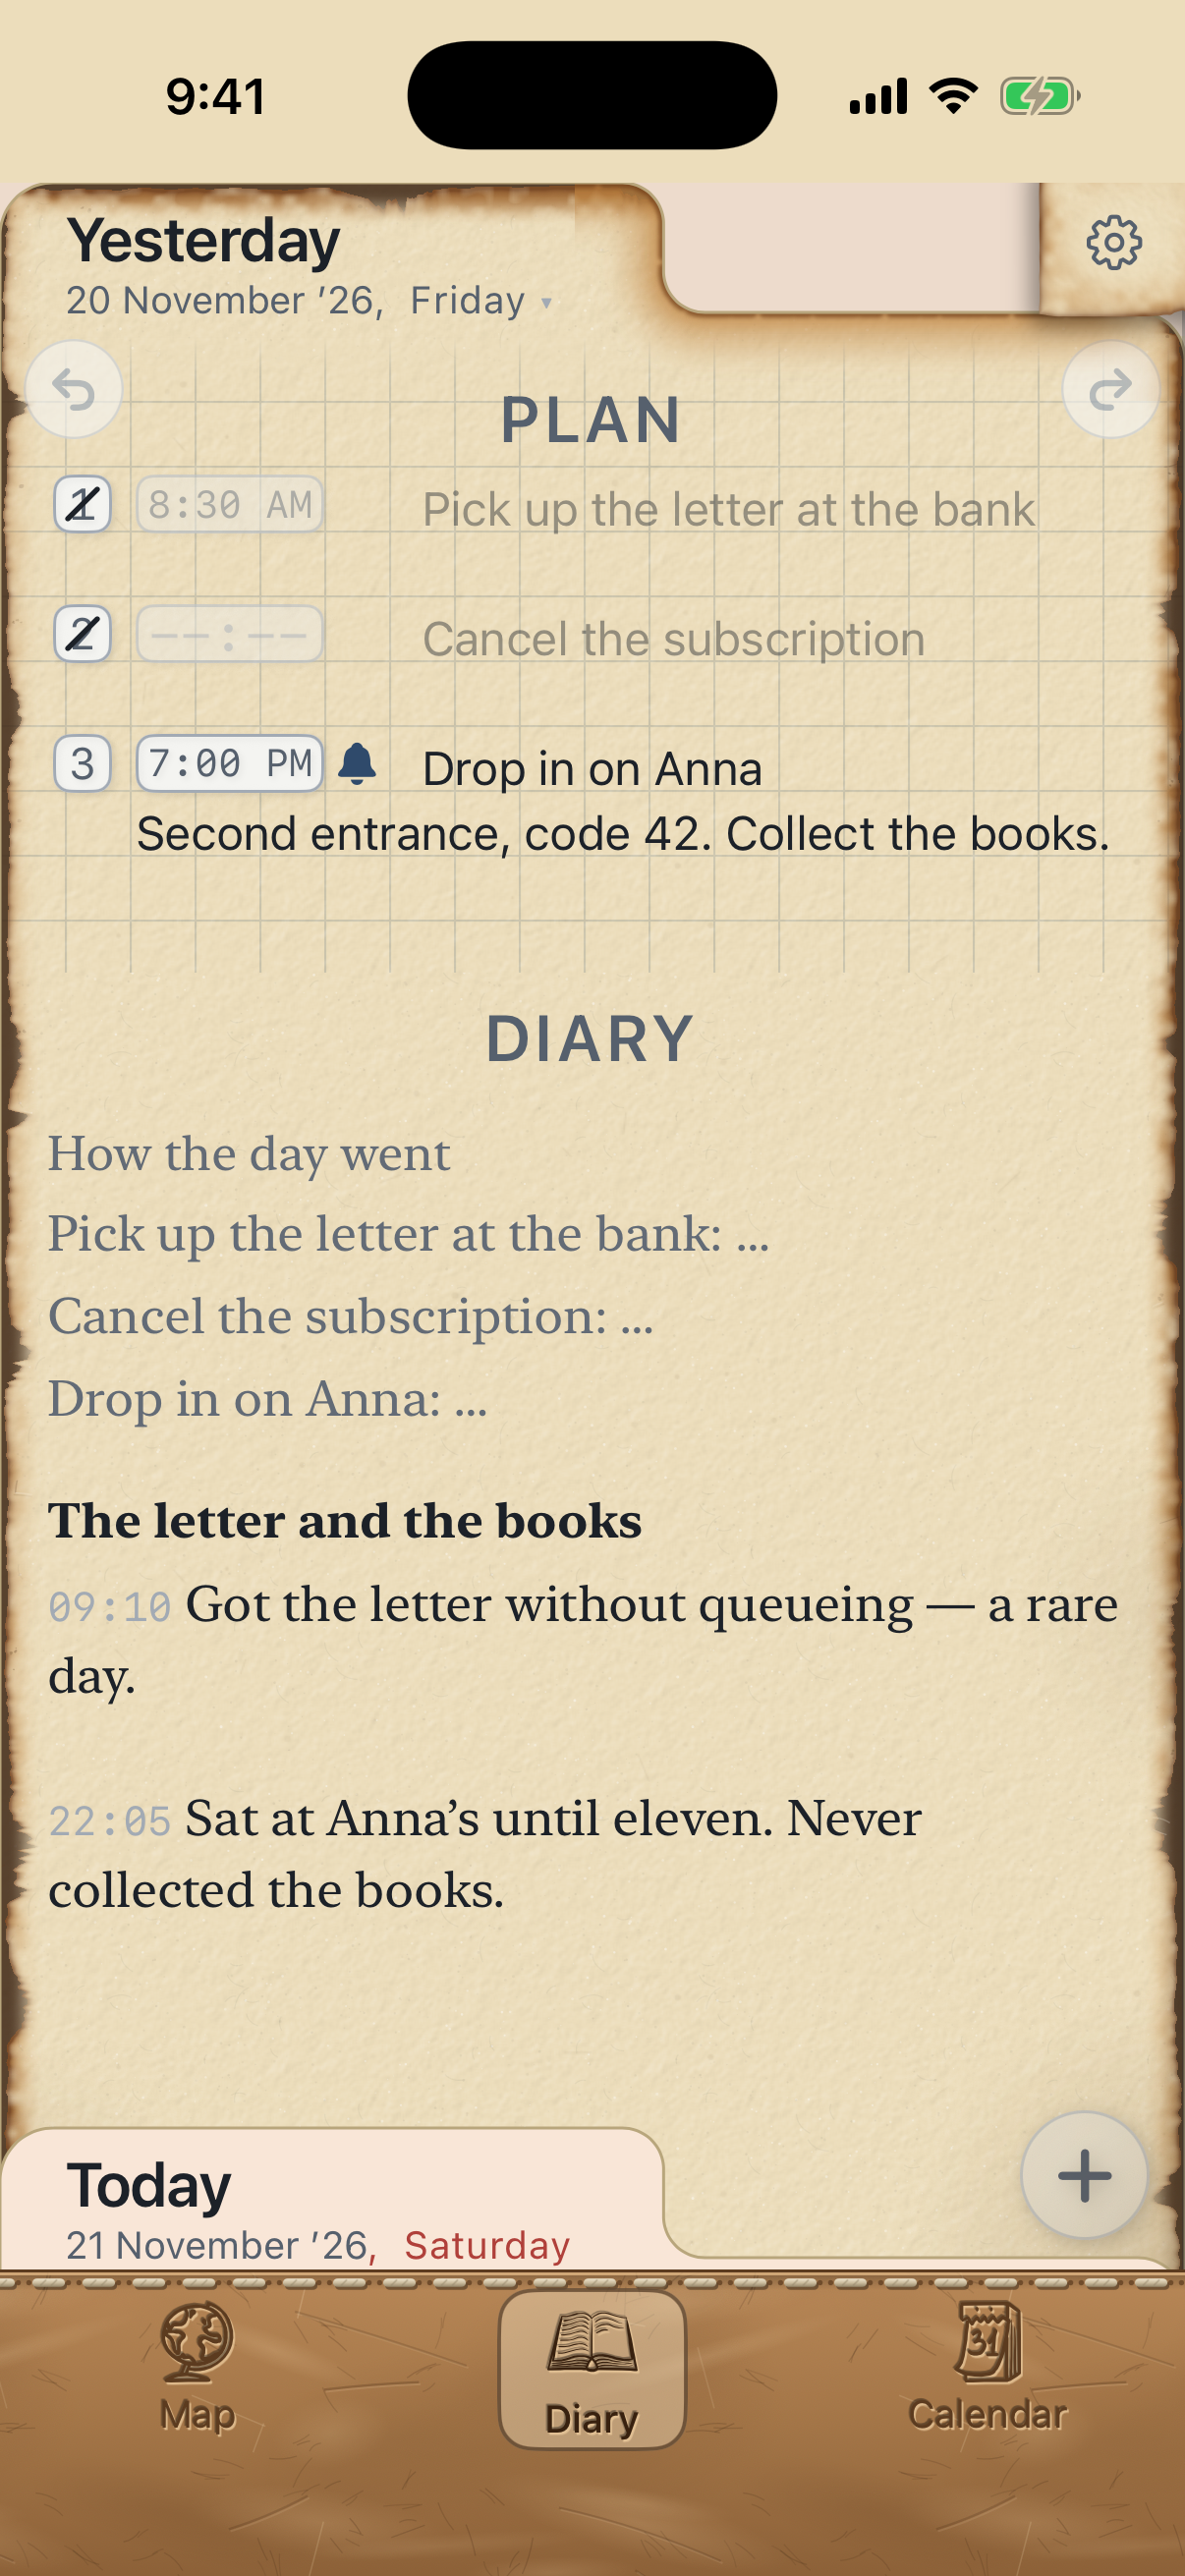 9:41
Yesterday
20 November ’26, Friday ▾
PLAN
1 8:30 AM Pick up the letter at the bank
2 --:-- Cancel the subscription
3 7:00 PM Drop in on Anna
Second entrance, code 42. Collect the books.
DIARY
How the day went
Pick up the letter at the bank: ...
Cancel the subscription: ...
Drop in on Anna: ...
The letter and the books
09:10 Got the letter without queueing — a rare
day.
22:05 Sat at Anna’s until eleven. Never
collected the books.
Today
21 November ’26, Saturday
31
Map
Diary
Calendar